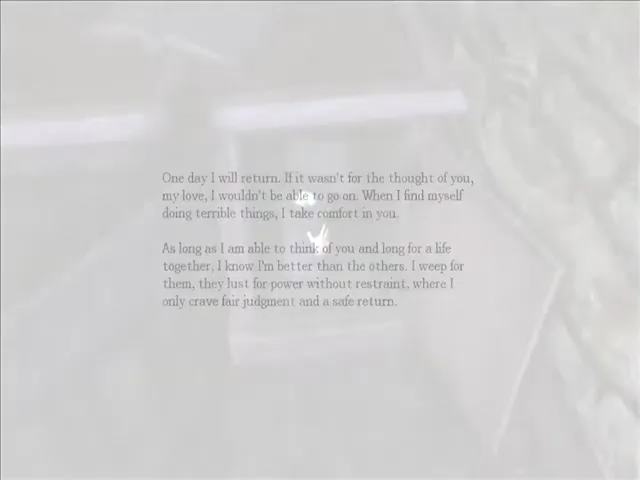 One day I will return. If it wasn't for the thought of you,
my love, I wouldn't be able to go on. When I find myself
doing terrible things, I take comfort in you.
As long as I am able to think of you and long for a life
together, I know I'm better than the others. I weep for
them, they lust for power without restraint, where I
only crave fair judgment and a safe return.